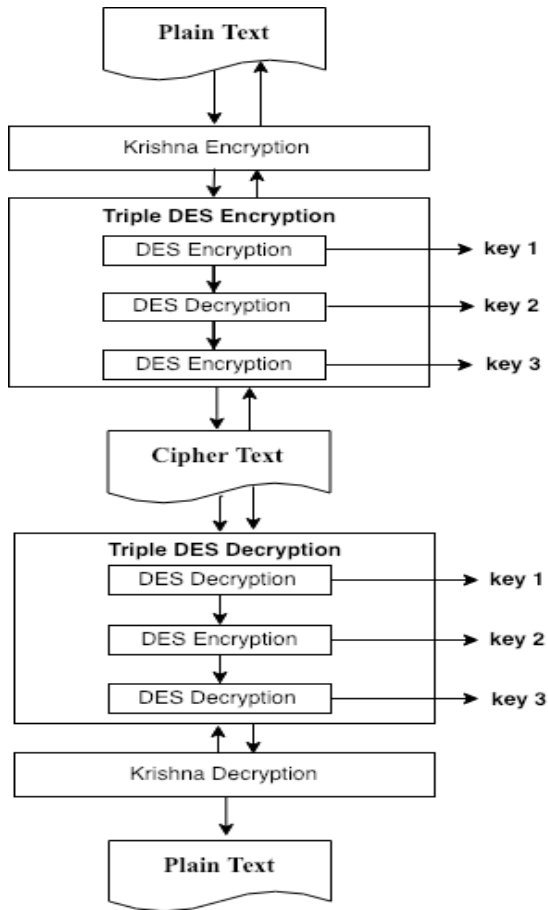 Plain Text
Krishna Encryption
Triple DES Encryption
DES Encryption
key 1
DES Decryption
key 2
DES Encryption
key 3
Cipher Text
Triple DES Decryption
DES Decryption
key 1
DES Encryption
key 2
DES Decryption
key 3
Krishna Decryption
Plain Text